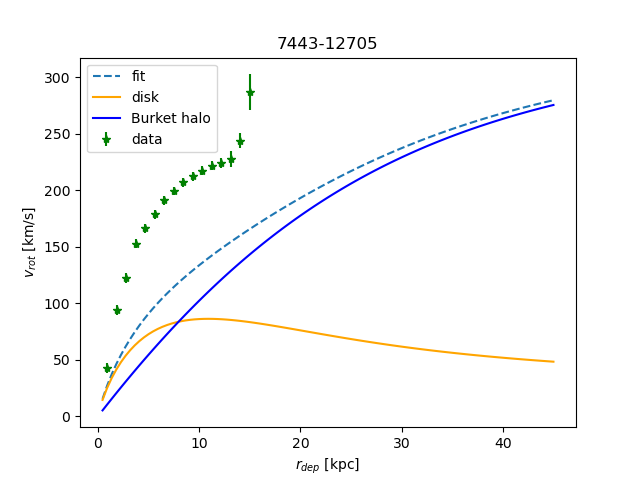 7443-12705
fit
disk
Burket halo
data
300
250
200
150
100
50
0
v_rot [km/s]
0 10 20 30 40
r_dep [kpc]